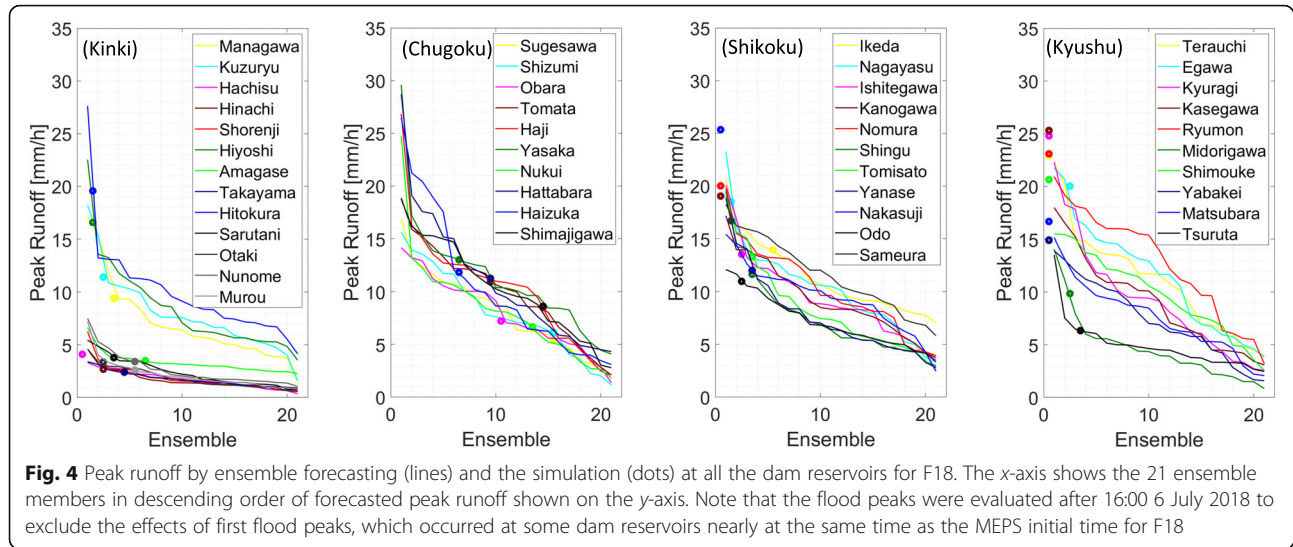 (Kinki)
Managawa
Kuzuryu
Hachisu
Hinachi
Shorenji
Hiyoshi
Amagase
Takayama
Hitokura
Sarutani
Otaki
Nunome
Murou
35
30
25
20
15
10
5
0
Peak Runoff [mm/h]
0 10 20
Ensemble
(Chugoku)
Sugesawa
Shizumi
Obara
Tomata
Haji
Yasaka
Nukui
Hattabara
Haizuka
Shimajigawa
35
30
25
20
15
10
5
0
Peak Runoff [mm/h]
0 10 20
Ensemble
(Shikoku)
Ikeda
Nagayasu
Ishitegawa
Kanogawa
Nomura
Shingu
Tomisato
Yanase
Nakasuji
Odo
Sameura
35
30
25
20
15
10
5
0
Peak Runoff [mm/h]
0 10 20
Ensemble
(Kyushu)
Terauchi
Egawa
Kyuragi
Kasegawa
Ryumon
Midorigawa
Shimouke
Yabakei
Matsubara
Tsuruta
35
30
25
20
15
10
5
0
Peak Runoff [mm/h]
0 10 20
Ensemble
Fig. 4 Peak runoff by ensemble forecasting (lines) and the simulation (dots) at all the dam reservoirs for F18. The x-axis shows the 21 ensemble
members in descending order of forecasted peak runoff shown on the y-axis. Note that the flood peaks were evaluated after 16:00 6 July 2018 to
exclude the effects of first flood peaks, which occurred at some dam reservoirs nearly at the same time as the MEPS initial time for F18